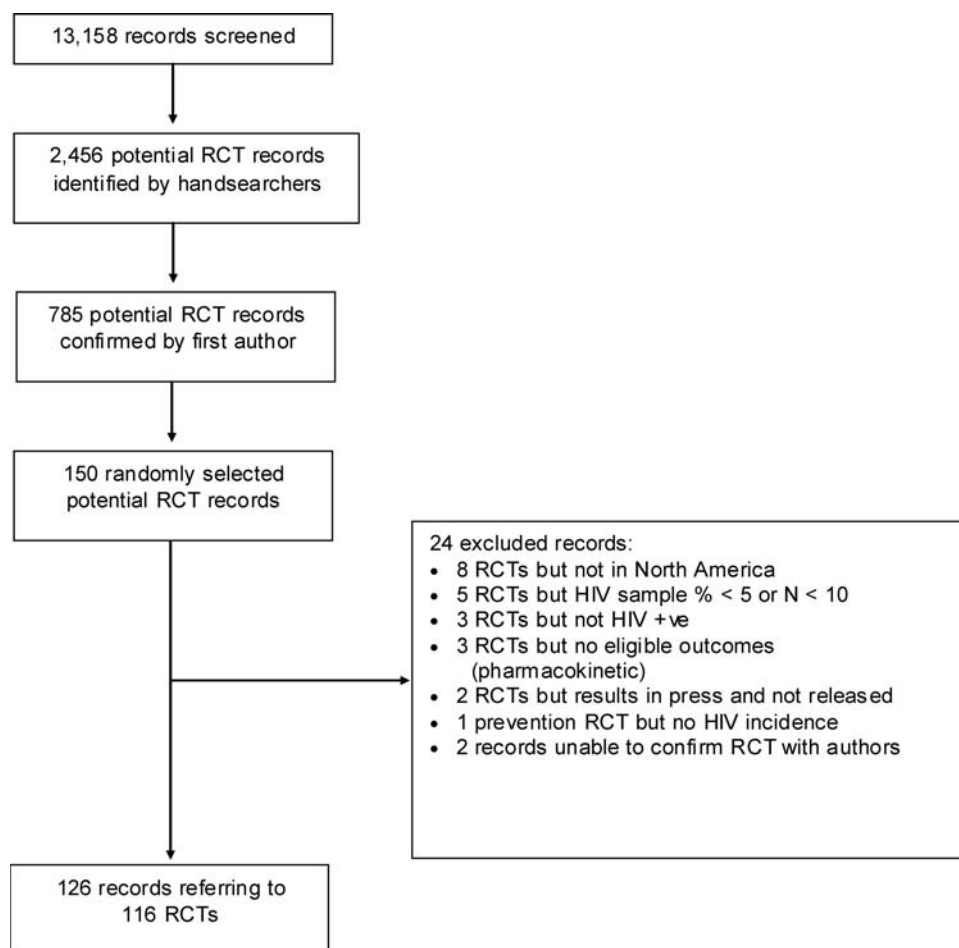 13,158 records screened
2,456 potential RCT records
identified by handsearchers
785 potential RCT records
confirmed by first author
150 randomly selected
potential RCT records
24 excluded records:
• 8 RCTs but not in North America
• 5 RCTs but HIV sample % < 5 or N < 10
• 3 RCTs but not HIV +ve
• 3 RCTs but no eligible outcomes
(pharmacokinetic)
• 2 RCTs but results in press and not released
• 1 prevention RCT but no HIV incidence
• 2 records unable to confirm RCT with authors
126 records referring to
116 RCTs